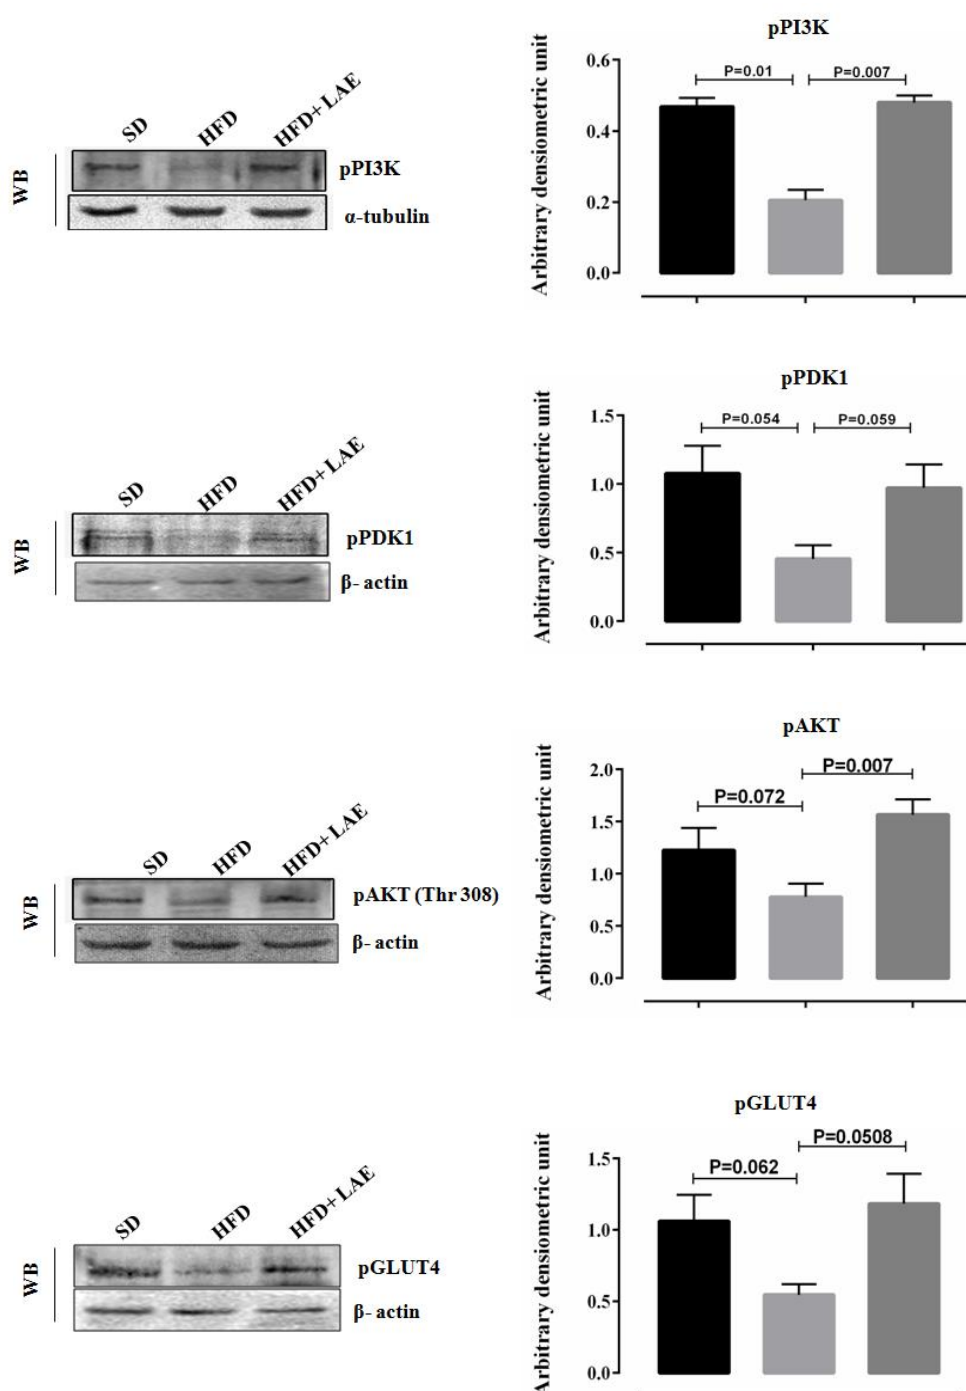 pPI3K
SD HFD HFD+ LAE
WB
pPI3K
α-tubulin
Arbitrary densiometric unit
0.6
0.4
0.2
0.0
P=0.01
P=0.007
pPDK1
SD HFD HFD+ LAE
WB
pPDK1
β- actin
Arbitrary densiometric unit
1.5
1.0
0.5
0.0
P=0.054
P=0.059
pAKT
SD HFD HFD+ LAE
WB
pAKT (Thr 308)
β- actin
Arbitrary densiometric unit
2.0
1.5
1.0
0.5
0.0
P=0.072
P=0.007
pGLUT4
SD HFD HFD+ LAE
WB
pGLUT4
β- actin
Arbitrary densiometric unit
1.5
1.0
0.5
0.0
P=0.062
P=0.0508